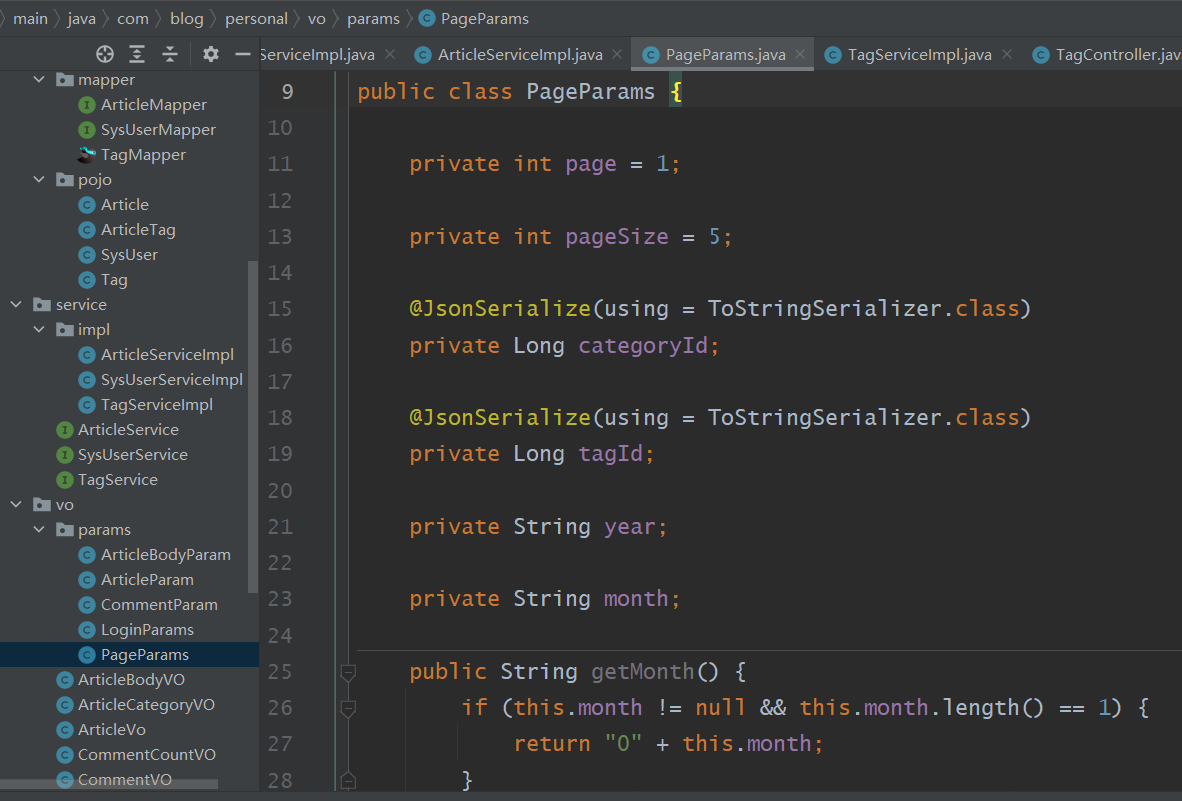 main java com blog personal vo params PageParams
ServiceImpl.java ArticleServiceImpl.java PageParams.java TagServiceImpl.java TagController.jav
mapper
ArticleMapper
SysUserMapper
TagMapper
pojo
Article
ArticleTag
SysUser
Tag
service
impl
ArticleServiceImpl
SysUserServiceImpl
TagServiceImpl
ArticleService
SysUserService
TagService
vo
params
ArticleBodyParam
ArticleParam
CommentParam
LoginParams
PageParams
ArticleBodyVO
ArticleCategoryVO
ArticleVo
CommentCountVO
CommentVO
9 public class PageParams {
10
11 private int page = 1;
12
13 private int pageSize = 5;
14
15 @JsonSerialize(using = ToStringSerializer.class)
16 private Long categoryId;
17
18 @JsonSerialize(using = ToStringSerializer.class)
19 private Long tagId;
20
21 private String year;
22
23 private String month;
24
25 public String getMonth() {
26 if (this.month != null && this.month.length() == 1) {
27 return "0" + this.month;
28 }